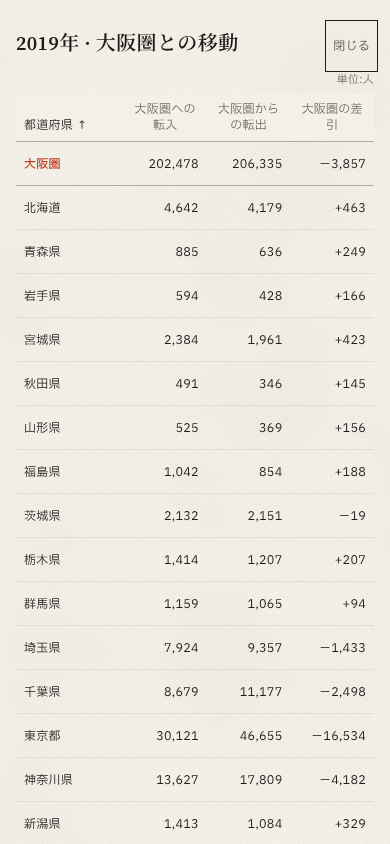 2019年・大阪圏との移動
閉じる
単位:人
都道府県 ↑ 大阪圏への転入 大阪圏からの転出 大阪圏の差引
大阪圏 202,478 206,335 −3,857
北海道 4,642 4,179 +463
青森県 885 636 +249
岩手県 594 428 +166
宮城県 2,384 1,961 +423
秋田県 491 346 +145
山形県 525 369 +156
福島県 1,042 854 +188
茨城県 2,132 2,151 −19
栃木県 1,414 1,207 +207
群馬県 1,159 1,065 +94
埼玉県 7,924 9,357 −1,433
千葉県 8,679 11,177 −2,498
東京都 30,121 46,655 −16,534
神奈川県 13,627 17,809 −4,182
新潟県 1,413 1,084 +329